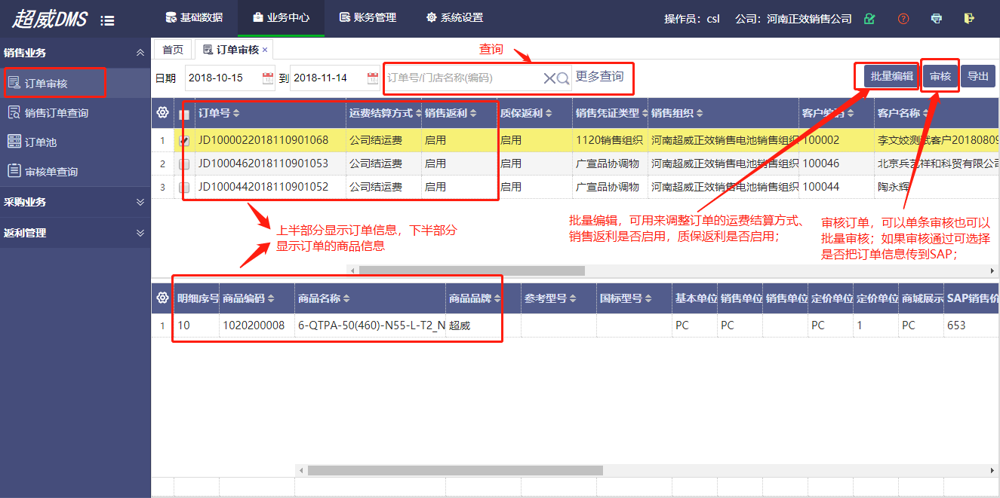 超威DMS 基础数据 业务中心 账务管理 系统设置 操作员：csl 公司：河南正效销售公司
销售业务
订单审核
销售订单查询
订单池
审核单查询
采购业务
返利管理
首页 订单审核 ×
查询
日期 2018-10-15 到 2018-11-14 订单号/门店名称(编码) 更多查询 批量编辑 审核 导出
订单号 运费结算方式 销售返利 质保返利 销售凭证类型 销售组织 客户编码 客户名称
1 JD1000022018110901068 公司结运费 启用 启用 1120销售组织 河南超威正效销售电池销售组织 100002 李文姣测试客户20180809
2 JD1000462018110901053 公司结运费 启用 启用 广宣品协调物 河南超威正效销售电池销售组织 100046 北京兵艺祥和科贸有限公司
3 JD1000442018110901052 公司结运费 启用 启用 广宣品协调物 河南超威正效销售电池销售组织 100044 陶永辉
上半部分显示订单信息，下半部分
显示订单的商品信息
批量编辑，可用来调整订单的运费结算方式、
销售返利是否启用，质保返利是否启用；
审核订单，可以单条审核也可以
批量审核；如果审核通过可选择
是否把订单信息传到SAP；
明细序号 商品编码 商品名称 商品品牌 参考型号 国标型号 基本单位 销售单位 销售单位 定价单位 定价单位 商城展示 SAP销售价
1 10 1020200008 6-QTPA-50(460)-N55-L-T2_N 超威 PC PC PC 1 PC 653